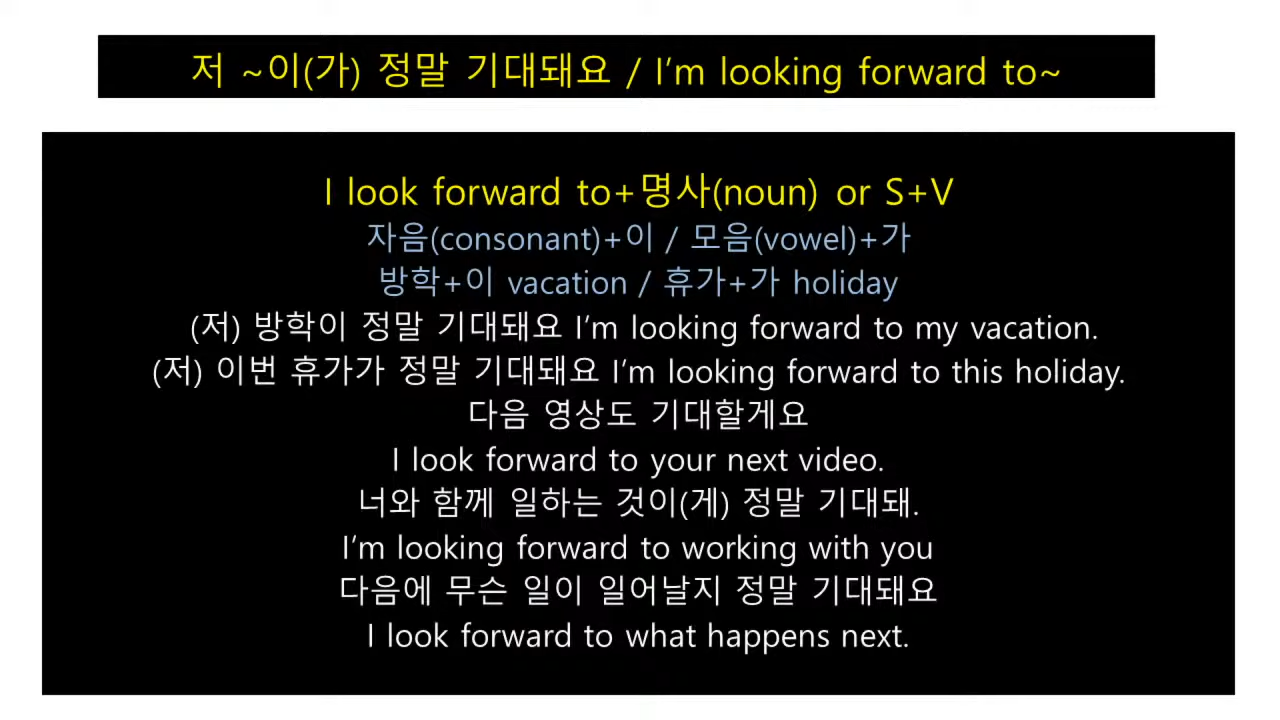 저 ~이(가) 정말 기대돼요 / I’m looking forward to~
I look forward to+명사(noun) or S+V
자음(consonant)+이 / 모음(vowel)+가
방학+이 vacation / 휴가+가 holiday
(저) 방학이 정말 기대돼요 I’m looking forward to my vacation.
(저) 이번 휴가가 정말 기대돼요 I’m looking forward to this holiday.
다음 영상도 기대할게요
I look forward to your next video.
너와 함께 일하는 것이(게) 정말 기대돼.
I’m looking forward to working with you
다음에 무슨 일이 일어날지 정말 기대돼요
I look forward to what happens next.